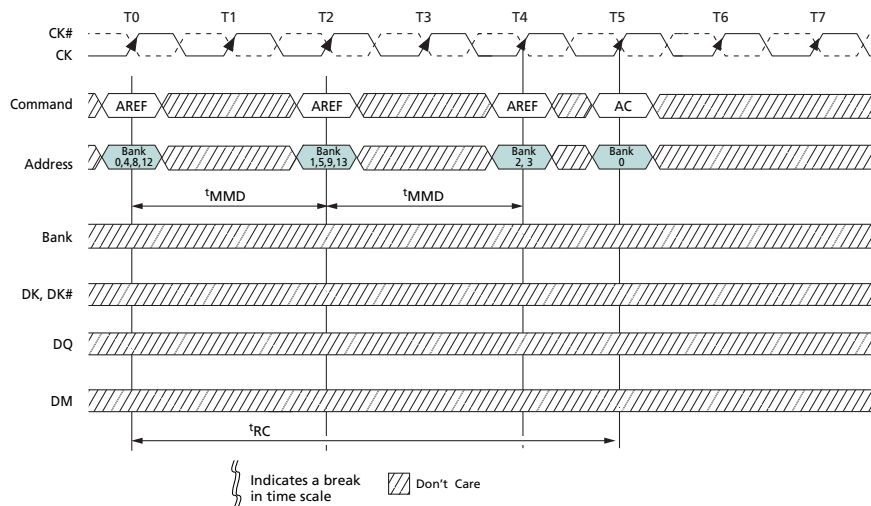 T0 T1 T2 T3 T4 T5 T6 T7
CK#
CK
Command AREF AREF AREF AC
Address Bank 0,4,8,12 Bank 1,5,9,13 Bank 2, 3 Bank 0
tMMD tMMD
Bank
DK, DK#
DQ
DM
tRC
Indicates a break
in time scale
Don't Care